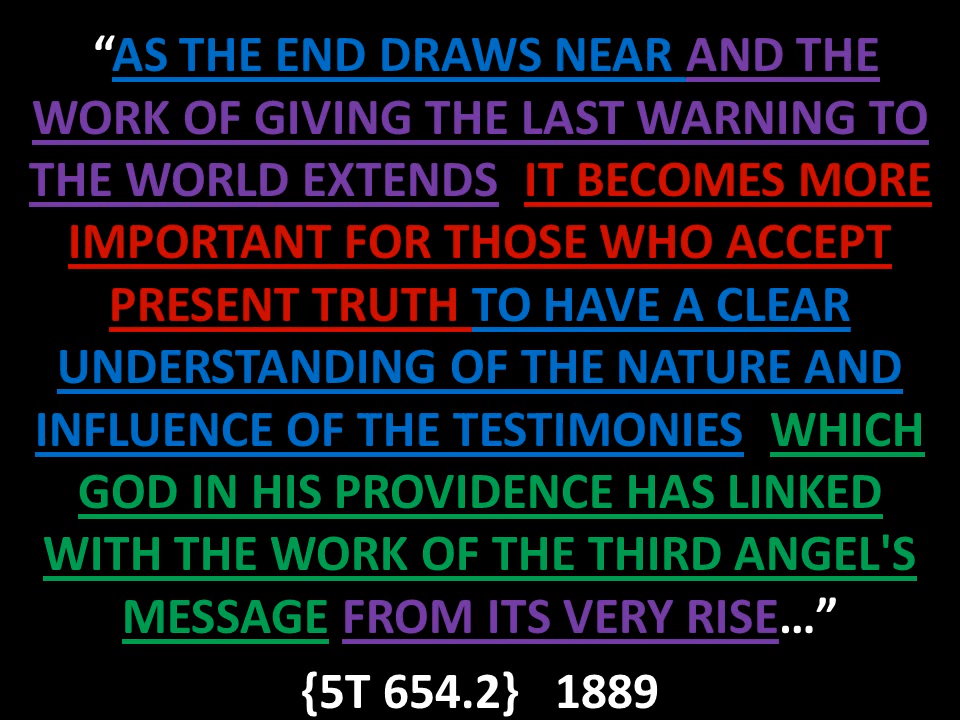 “AS THE END DRAWS NEAR AND THE
WORK OF GIVING THE LAST WARNING TO
THE WORLD EXTENDS  IT BECOMES MORE
IMPORTANT FOR THOSE WHO ACCEPT
PRESENT TRUTH TO HAVE A CLEAR
UNDERSTANDING OF THE NATURE AND
INFLUENCE OF THE TESTIMONIES  WHICH
GOD IN HIS PROVIDENCE HAS LINKED
WITH THE WORK OF THE THIRD ANGEL'S
MESSAGE FROM ITS VERY RISE…”
{5T 654.2}   1889